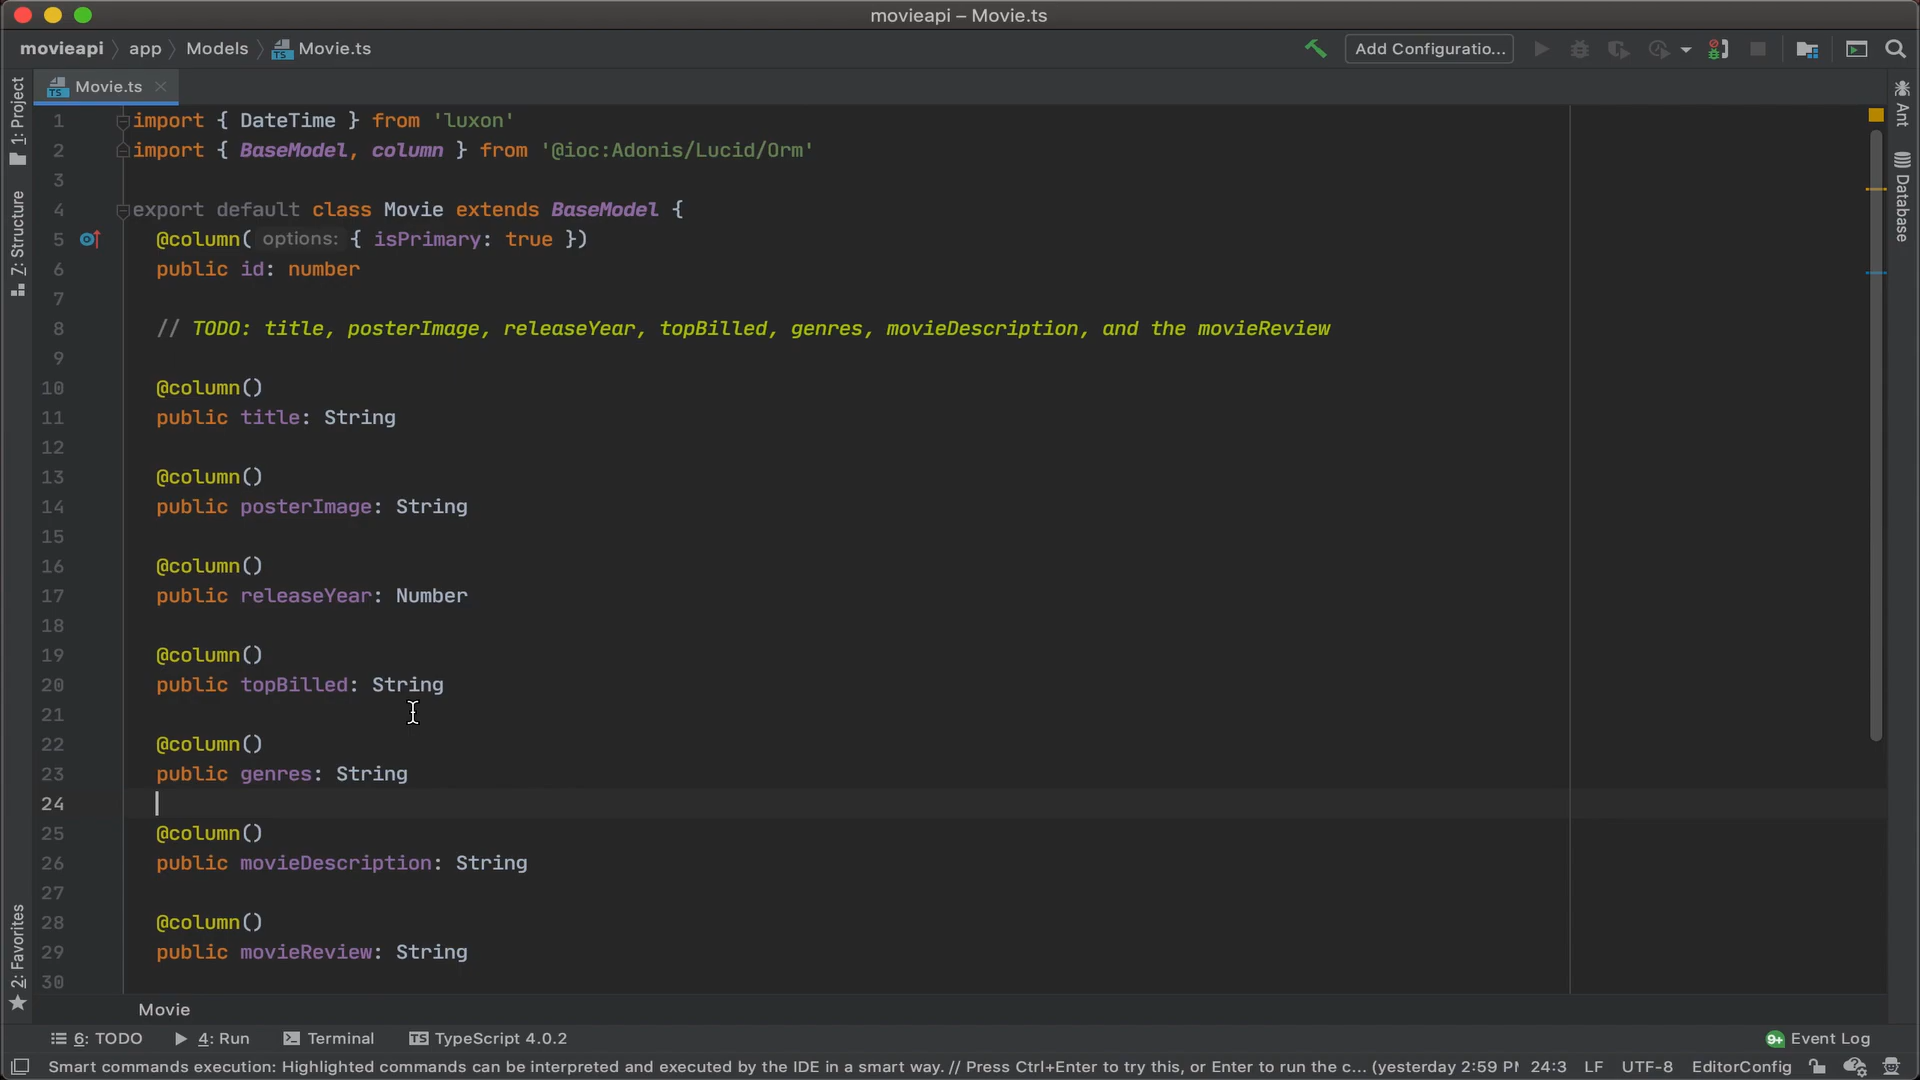 movieapi – Movie.ts
movieapi app Models Movie.ts Add Configuratio...
Movie.ts
1 import { DateTime } from 'luxon'
2 import { BaseModel, column } from '@ioc:Adonis/Lucid/Orm'
3
4 export default class Movie extends BaseModel {
5 @column( options: { isPrimary: true })
6 public id: number
7
8 // TODO: title, posterImage, releaseYear, topBilled, genres, movieDescription, and the movieReview
9
10 @column()
11 public title: String
12
13 @column()
14 public posterImage: String
15
16 @column()
17 public releaseYear: Number
18
19 @column()
20 public topBilled: String
21
22 @column()
23 public genres: String
24
25 @column()
26 public movieDescription: String
27
28 @column()
29 public movieReview: String
30
1: Project
7: Structure
2: Favorites
Ant
Database
Movie
6: TODO 4: Run Terminal TypeScript 4.0.2 9+ Event Log
Smart commands execution: Highlighted commands can be interpreted and executed by the IDE in a smart way. // Press Ctrl+Enter to try this, or Enter to run the c... (yesterday 2:59 PM 24:3 LF UTF-8 EditorConfig